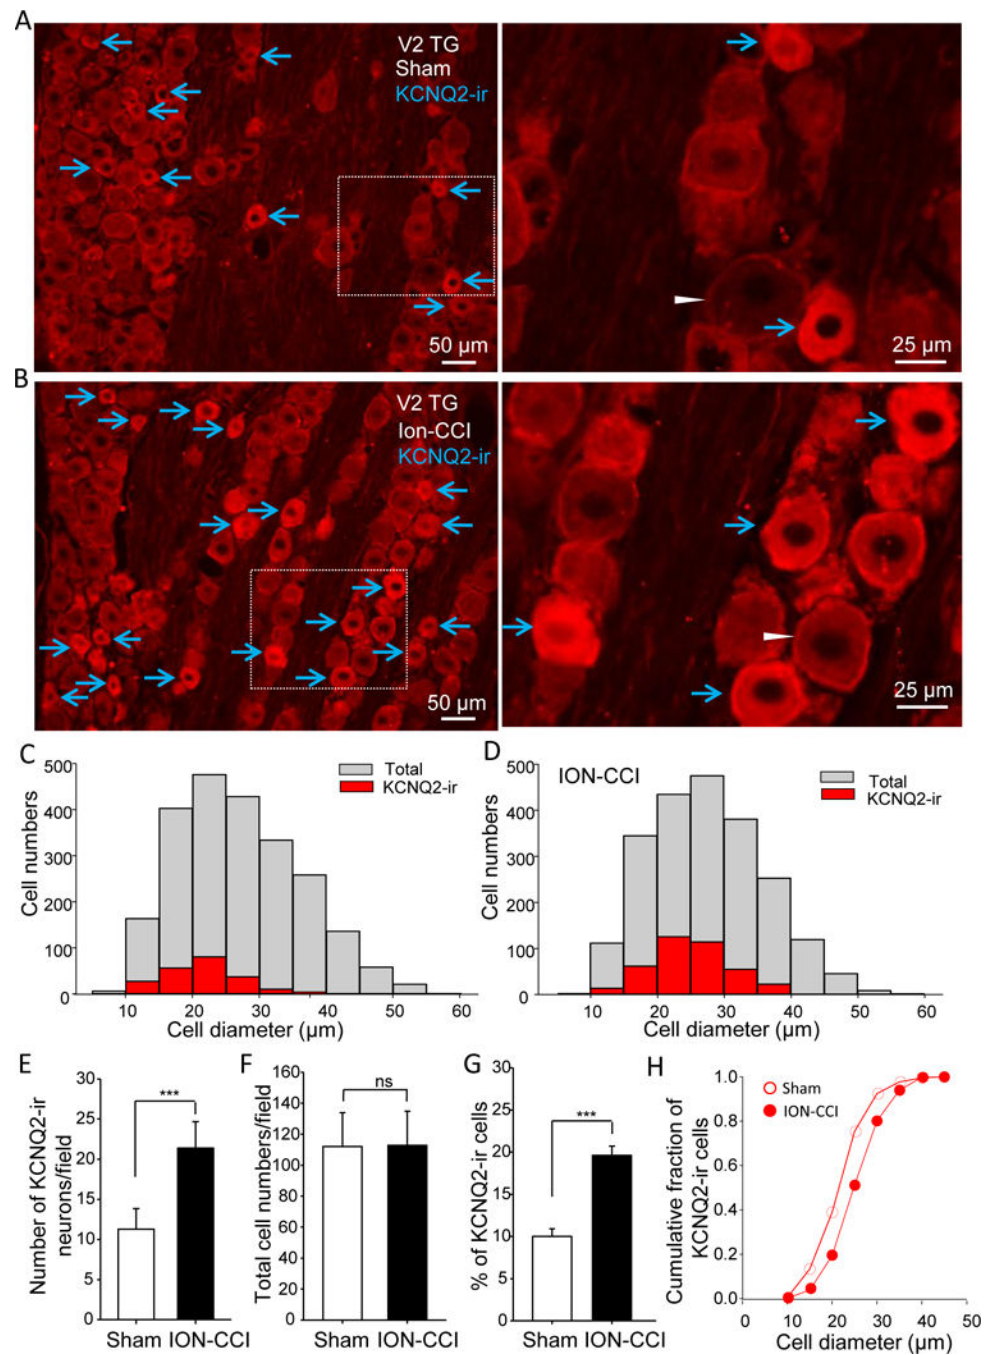 A
V2 TG
Sham
KCNQ2-ir
50 µm
25 µm
B
V2 TG
Ion-CCI
KCNQ2-ir
50 µm
25 µm
C
500
400
300
200
100
0
Cell numbers
Total
KCNQ2-ir
10 20 30 40 50 60
Cell diameter (µm)
D
ION-CCI
500
400
300
200
100
0
Cell numbers
Total
KCNQ2-ir
10 20 30 40 50 60
Cell diameter (µm)
E
Number of KCNQ2-ir
neurons/field
30
25
20
15
10
5
0
***
Sham ION-CCI
F
Total cell numbers/field
160
140
120
100
80
60
40
20
0
ns
Sham ION-CCI
G
% of KCNQ2-ir cells
30
25
20
15
10
5
0
***
Sham ION-CCI
H
Cumulative fraction of
KCNQ2-ir cells
1.0
0.8
0.6
0.4
0.2
0.0
Sham
ION-CCI
0 10 20 30 40 50
Cell diameter (µm)